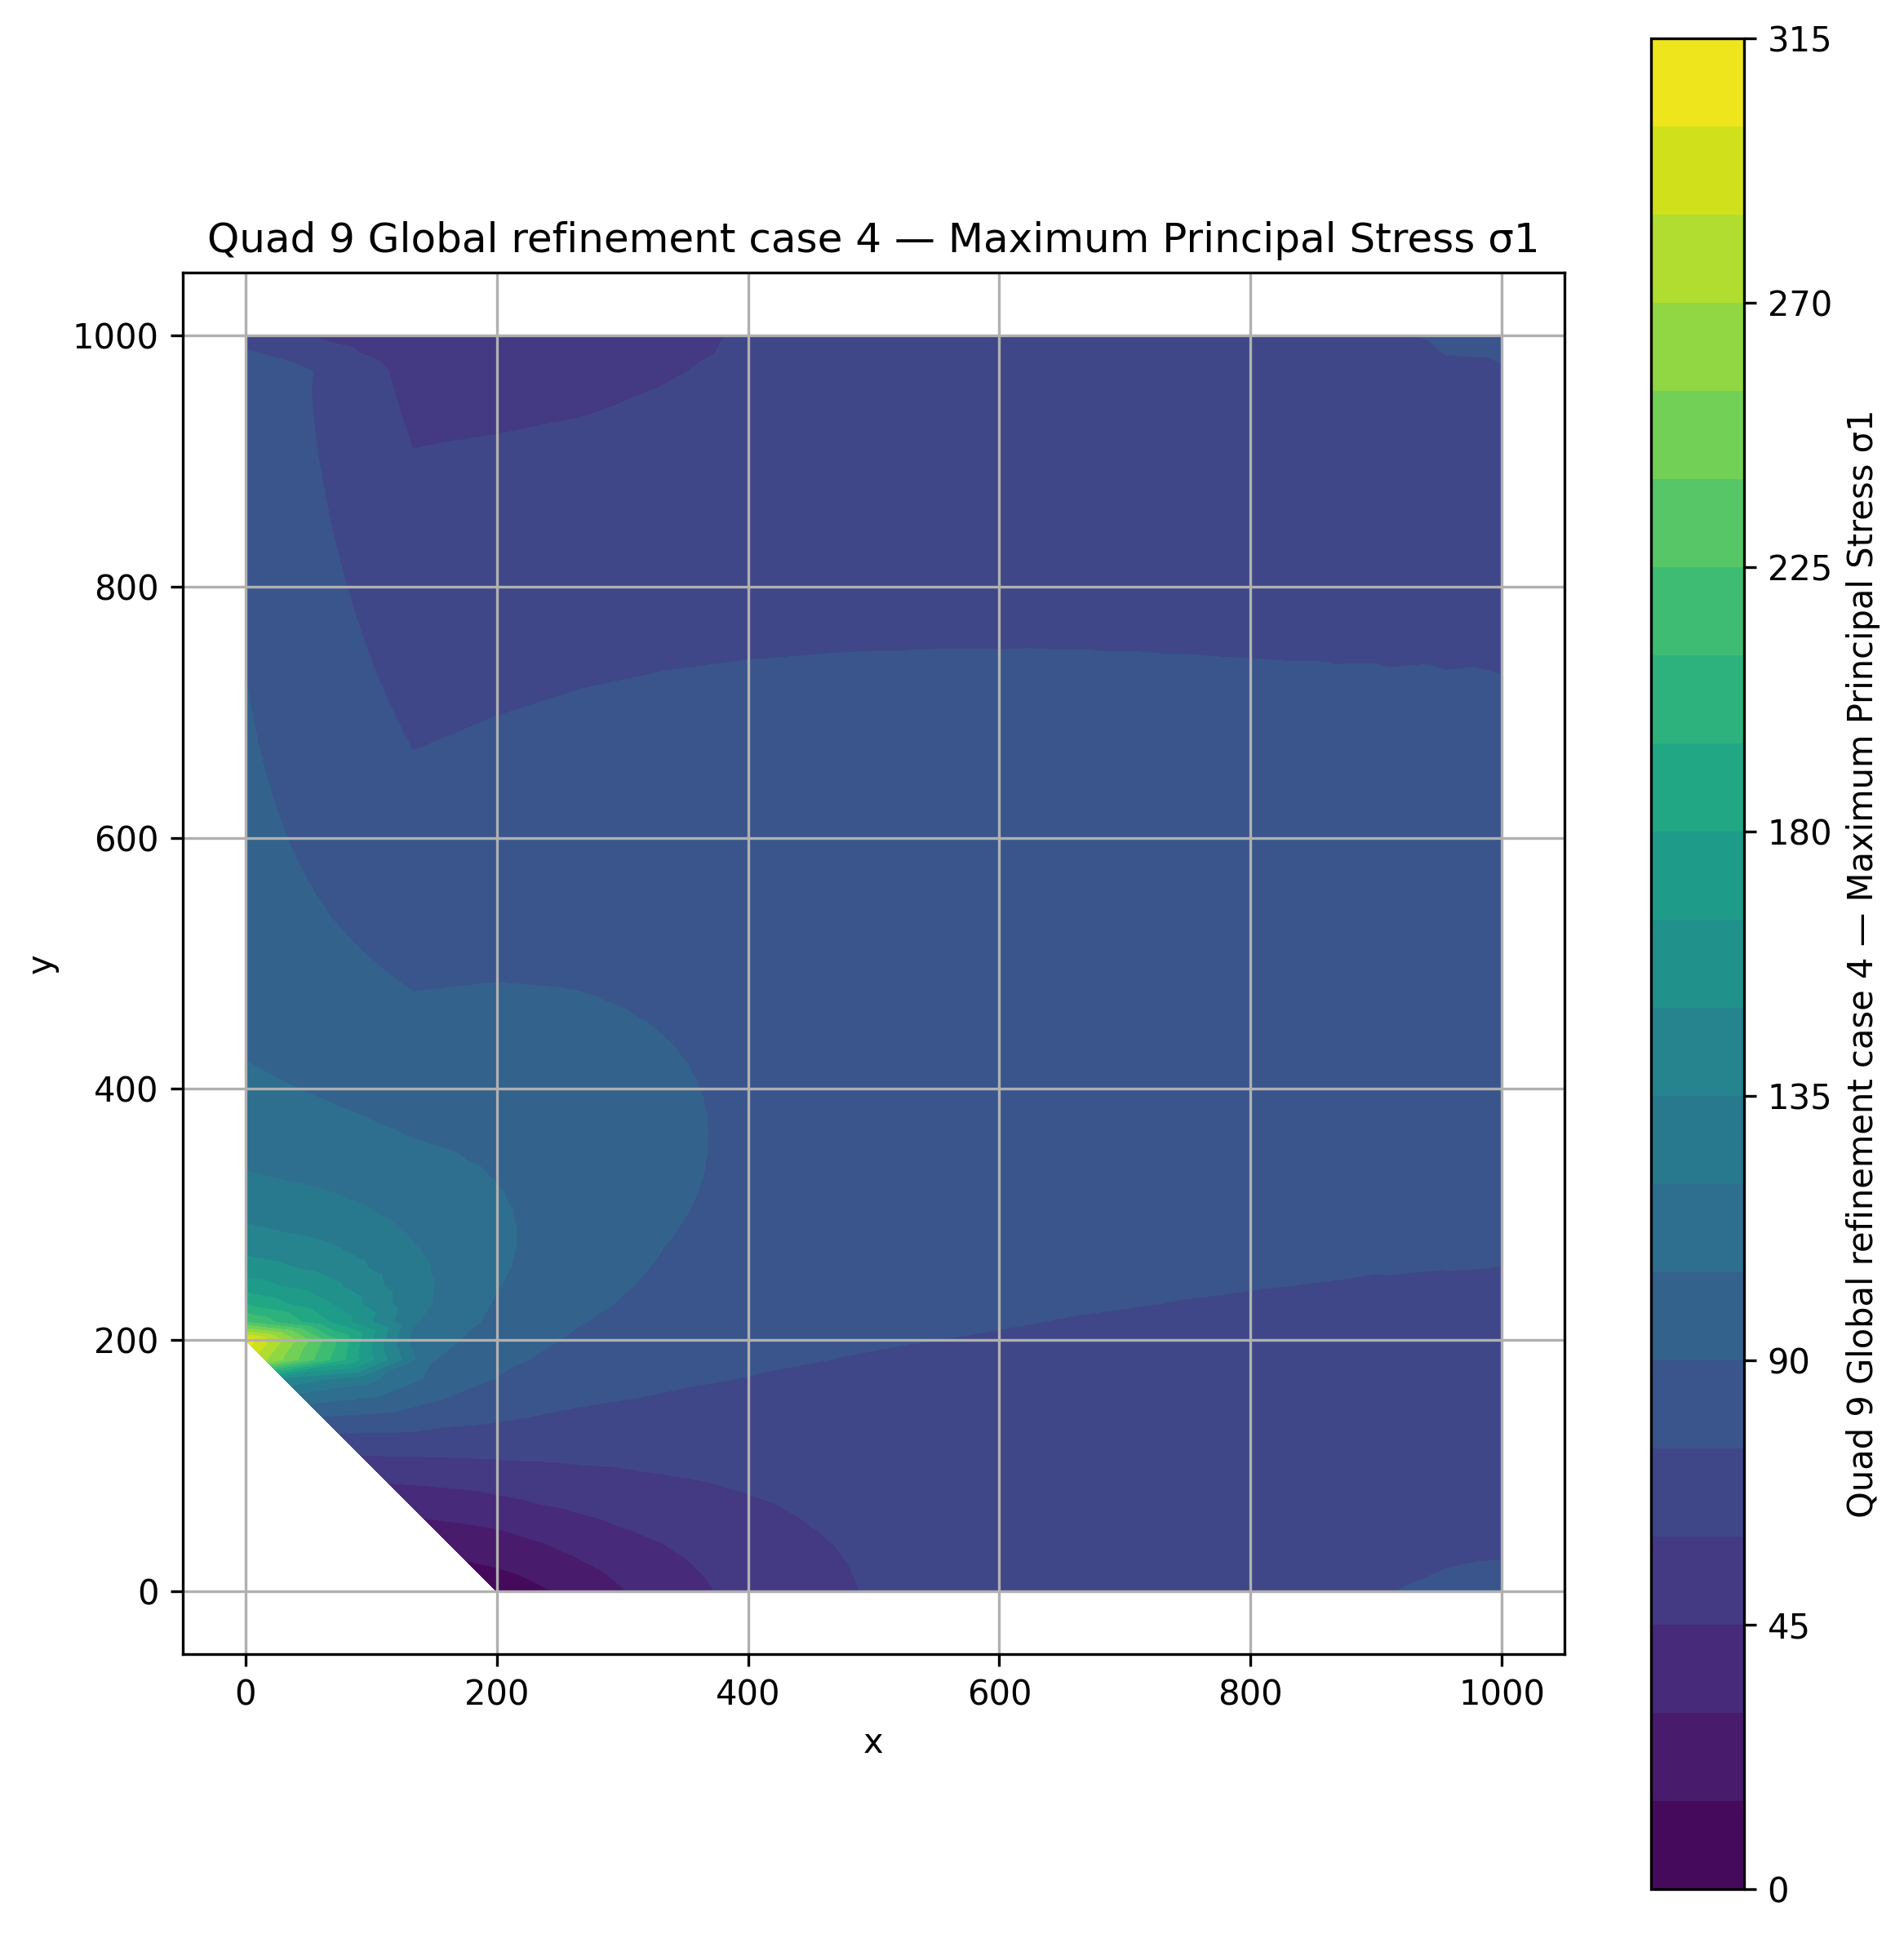 Quad 9 Global refinement case 4 — Maximum Principal Stress σ1
1000
800
600
400
200
0
y
0 200 400 600 800 1000
x
315
270
225
180
135
90
45
0
Quad 9 Global refinement case 4 — Maximum Principal Stress σ1